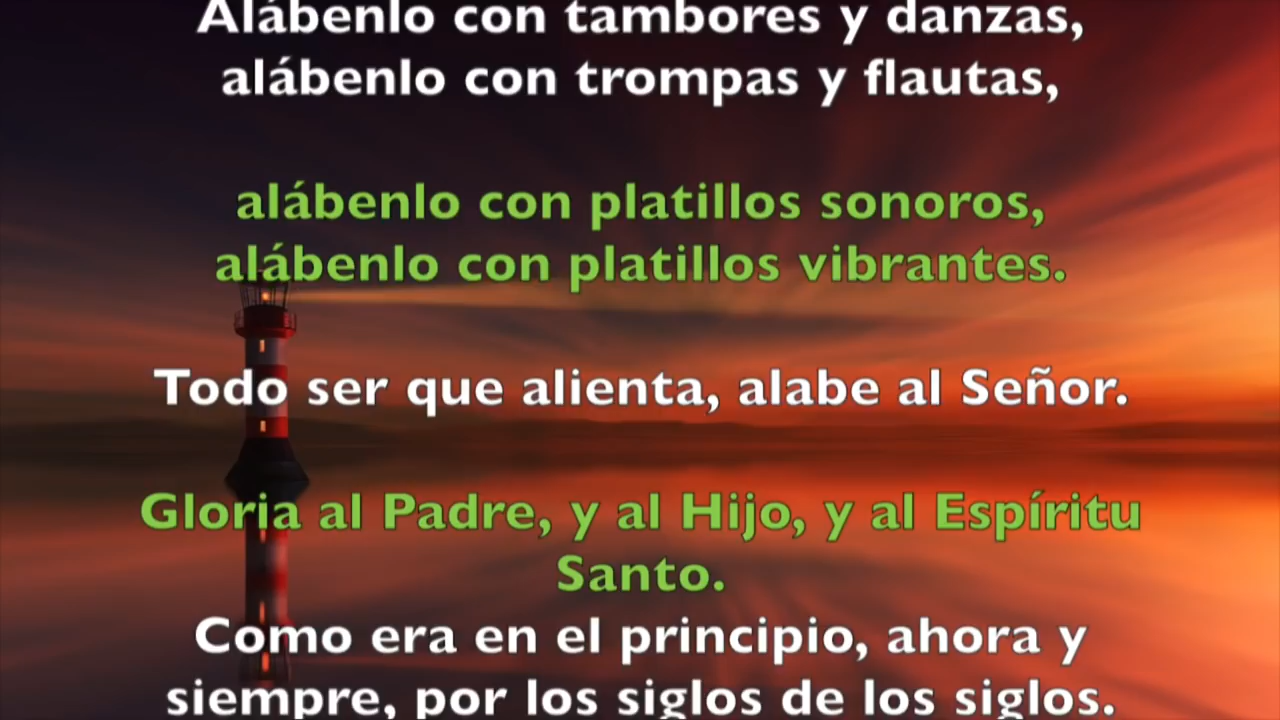 Alábenlo con tambores y danzas,
alábenlo con trompas y flautas,
alábenlo con platillos sonoros,
alábenlo con platillos vibrantes.
Todo ser que alienta, alabe al Señor.
Gloria al Padre, y al Hijo, y al Espíritu
Santo.
Como era en el principio, ahora y
siempre, por los siglos de los siglos.